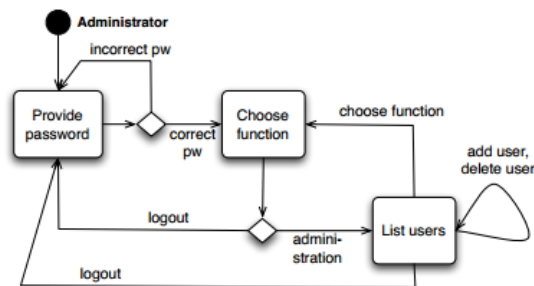 Administrator
incorrect pw
Provide
password
correct
pw
Choose
function
choose function
add user,
delete user
logout
admini-
stration
List users
logout